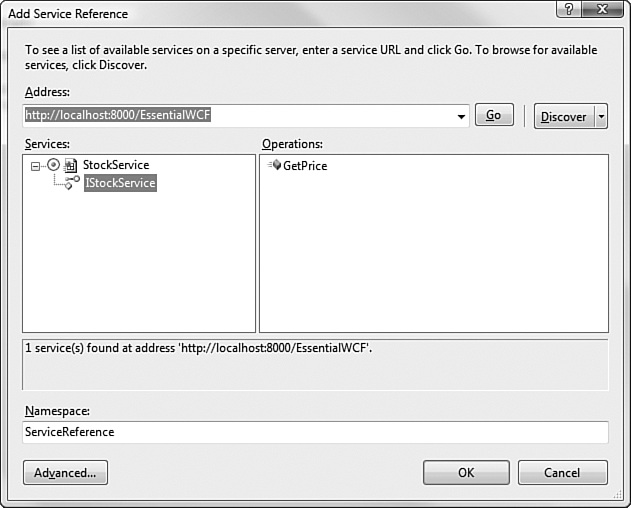 Add Service Reference
To see a list of available services on a specific server, enter a service URL and click Go. To browse for available
services, click Discover.
Address:
http://localhost:8000/EssentialWCF
Go
Discover
Services:
Operations:
StockService
IStockService
GetPrice
1 service(s) found at address 'http://localhost:8000/EssentialWCF'.
Namespace:
ServiceReference
Advanced...
OK
Cancel